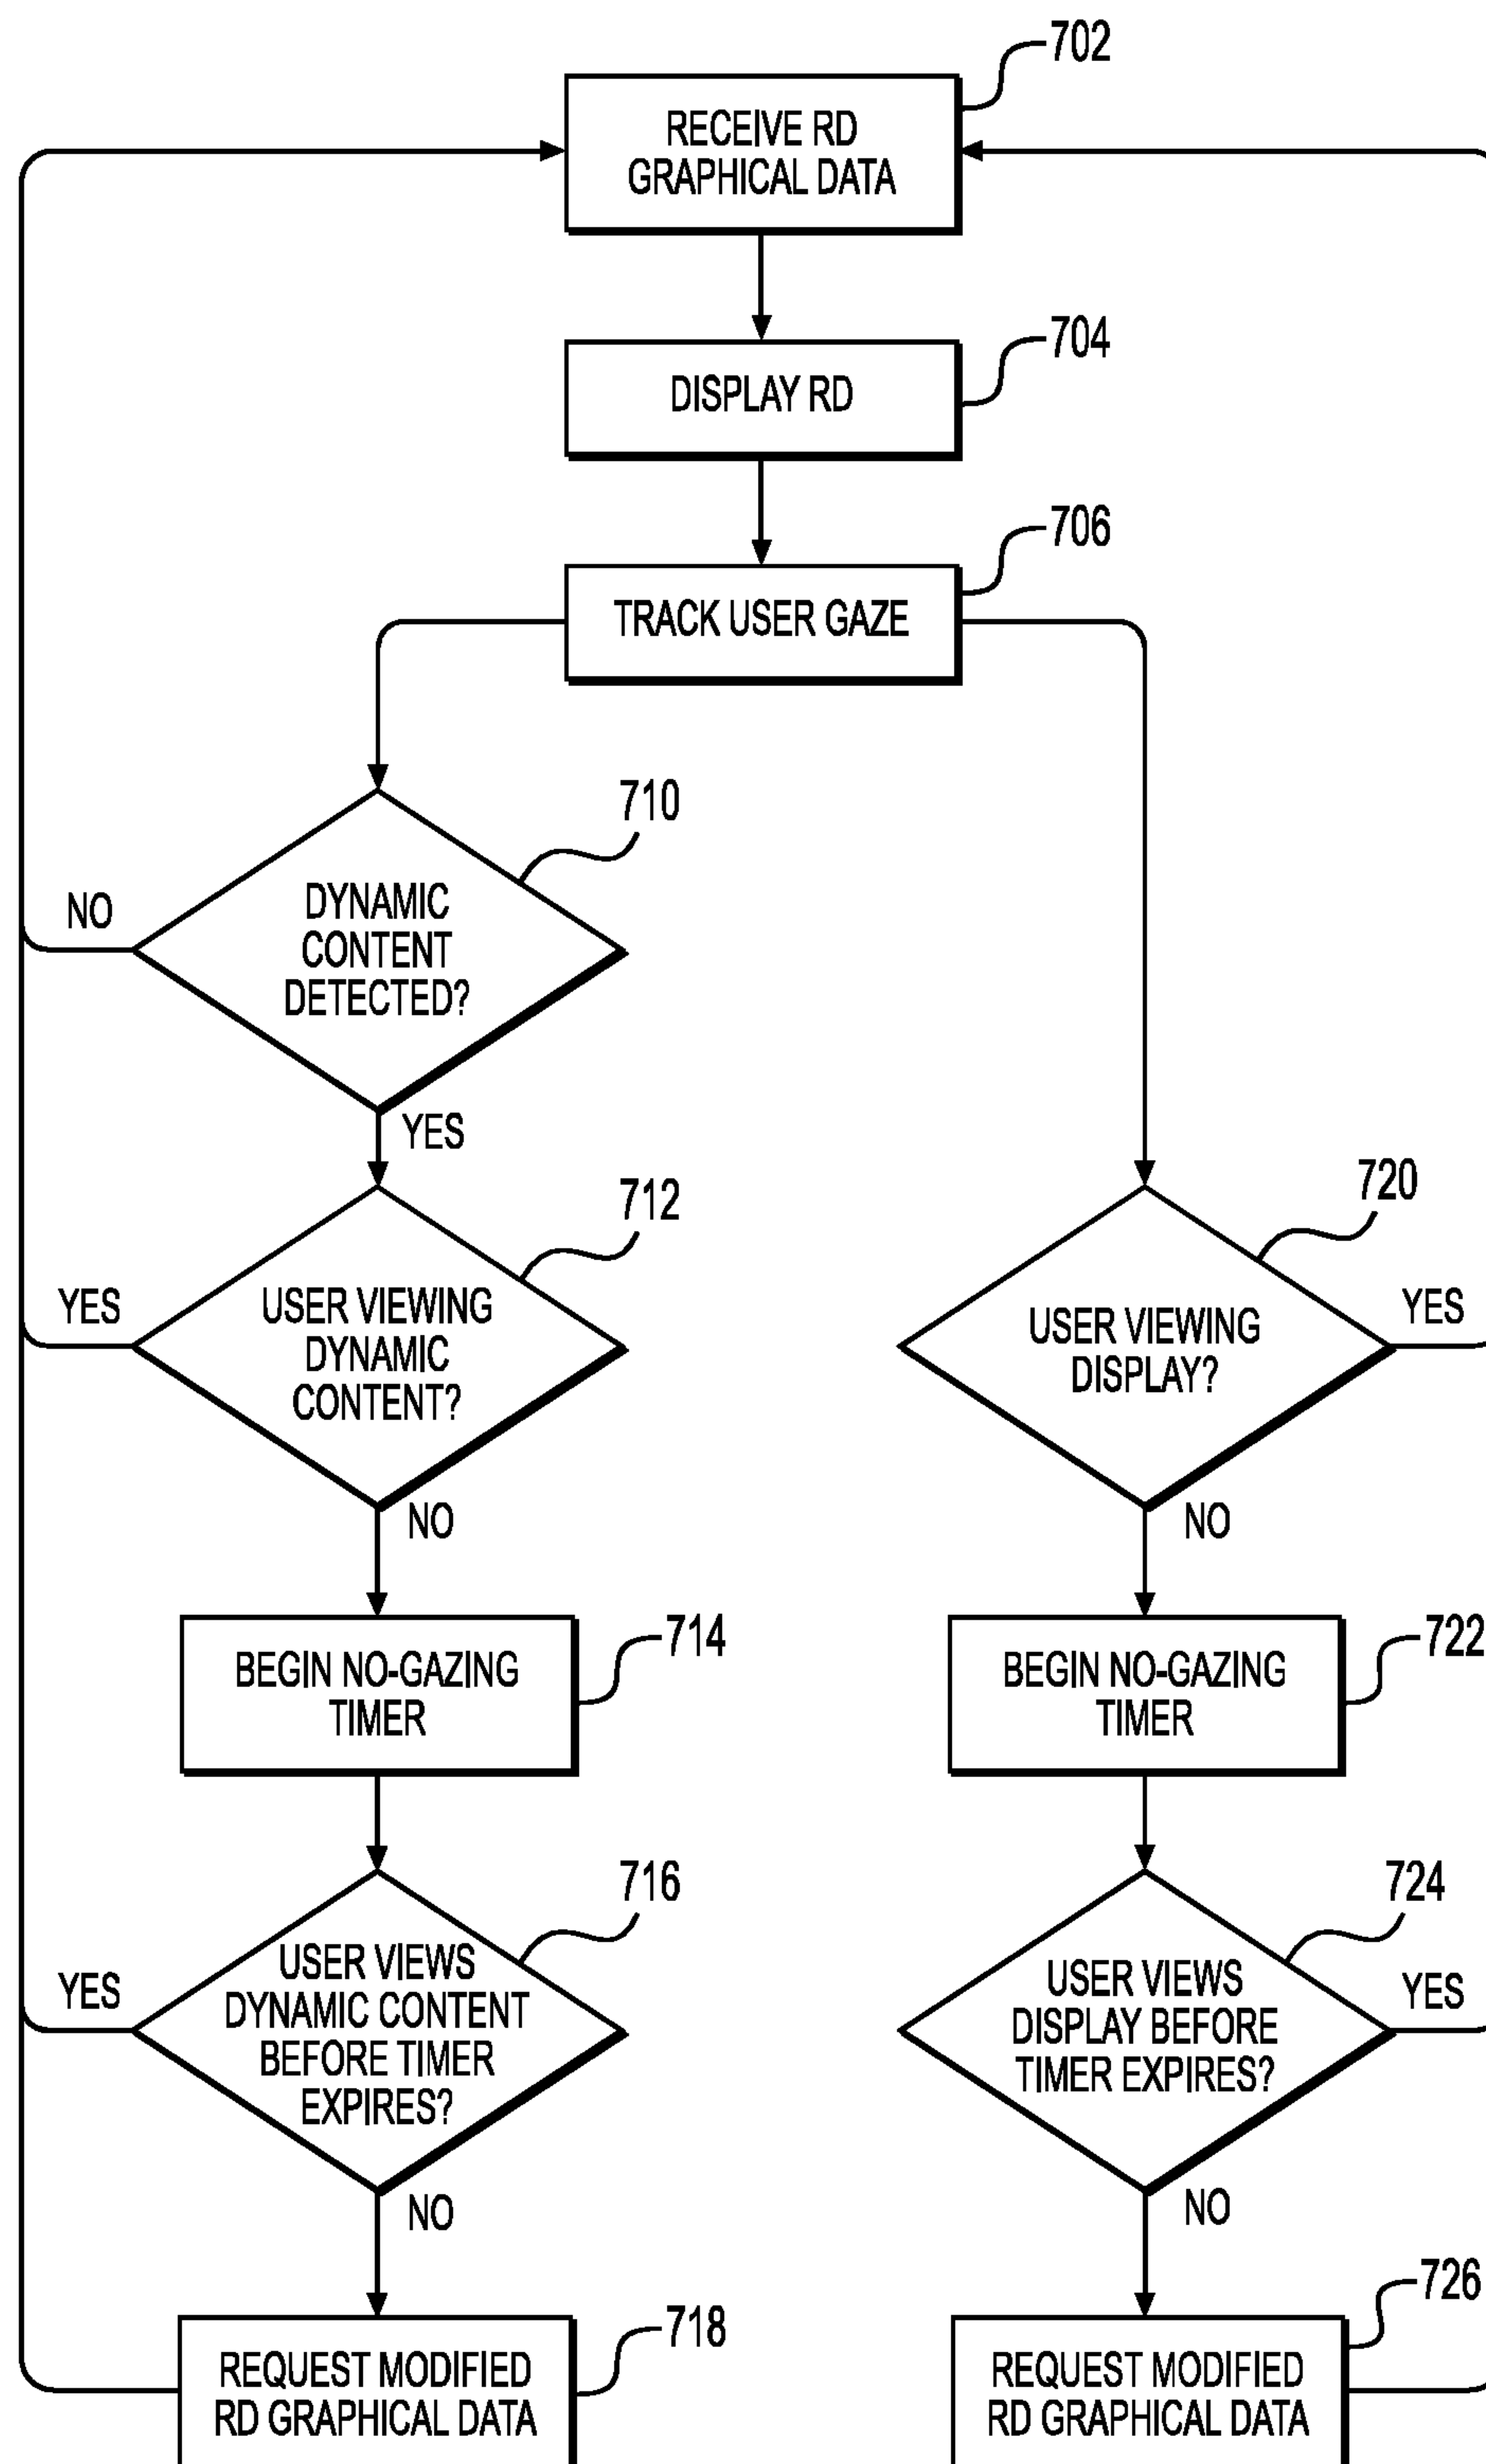 702
RECEIVE RD
GRAPHICAL DATA
704
DISPLAY RD
706
TRACK USER GAZE
710
DYNAMIC
CONTENT
DETECTED?
NO
YES
712
USER VIEWING
DYNAMIC
CONTENT?
YES
NO
714
BEGIN NO-GAZING
TIMER
716
USER VIEWS
DYNAMIC CONTENT
BEFORE TIMER
EXPIRES?
YES
NO
718
REQUEST MODIFIED
RD GRAPHICAL DATA
720
USER VIEWING
DISPLAY?
YES
NO
722
BEGIN NO-GAZING
TIMER
724
USER VIEWS
DISPLAY BEFORE
TIMER EXPIRES?
YES
NO
726
REQUEST MODIFIED
RD GRAPHICAL DATA